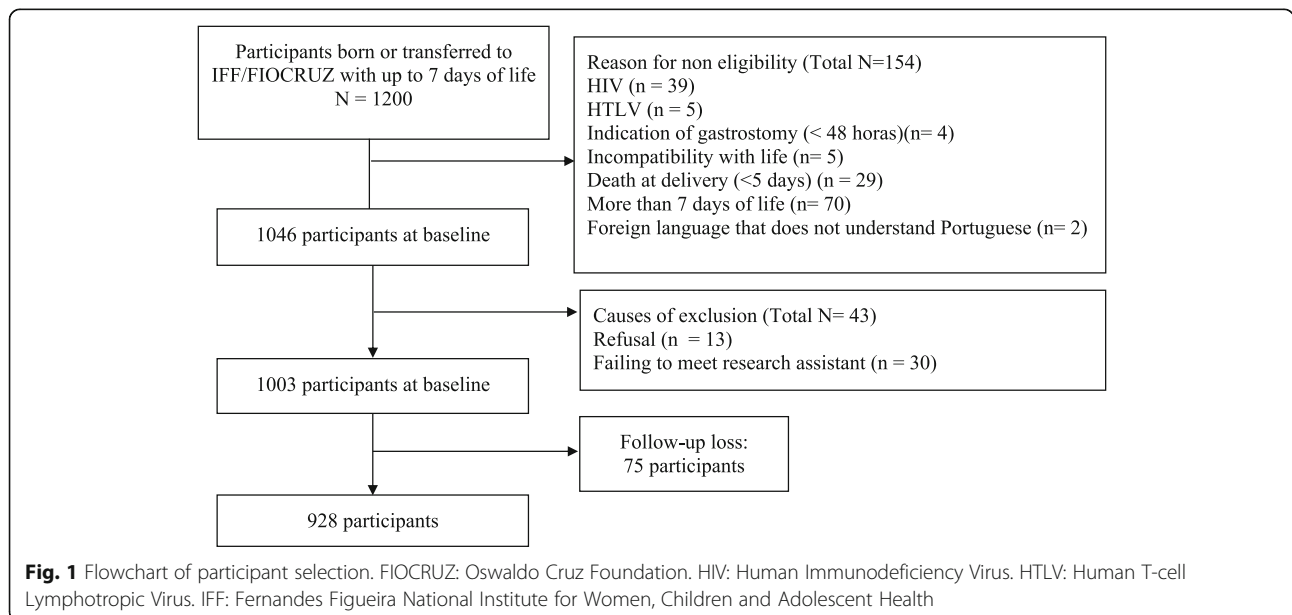 Participants born or transferred to
IFF/FIOCRUZ with up to 7 days of life
N = 1200
Reason for non eligibility (Total N=154)
HIV (n = 39)
HTLV (n = 5)
Indication of gastrostomy (< 48 horas)(n= 4)
Incompatibility with life (n= 5)
Death at delivery (<5 days) (n = 29)
More than 7 days of life (n= 70)
Foreign language that does not understand Portuguese (n= 2)
1046 participants at baseline
Causes of exclusion (Total N= 43)
Refusal (n = 13)
Failing to meet research assistant (n = 30)
1003 participants at baseline
Follow-up loss:
75 participants
928 participants
Fig. 1 Flowchart of participant selection. FIOCRUZ: Oswaldo Cruz Foundation. HIV: Human Immunodeficiency Virus. HTLV: Human T-cell
Lymphotropic Virus. IFF: Fernandes Figueira National Institute for Women, Children and Adolescent Health